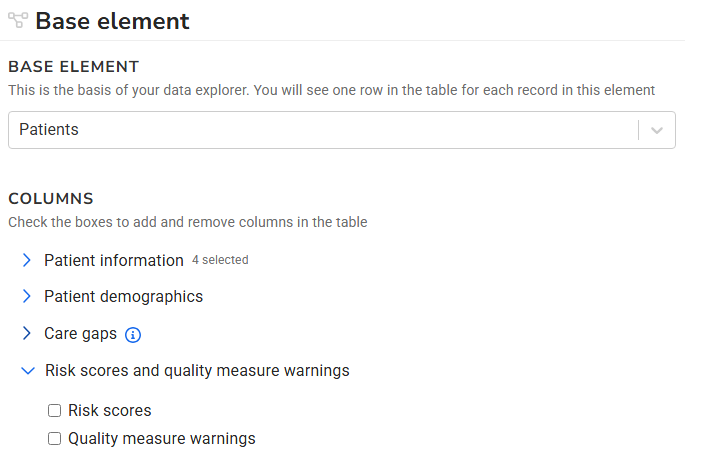 Base element
BASE ELEMENT
This is the basis of your data explorer. You will see one row in the table for each record in this element
Patients
COLUMNS
Check the boxes to add and remove columns in the table
Patient information 4 selected
Patient demographics
Care gaps
Risk scores and quality measure warnings
Risk scores
Quality measure warnings